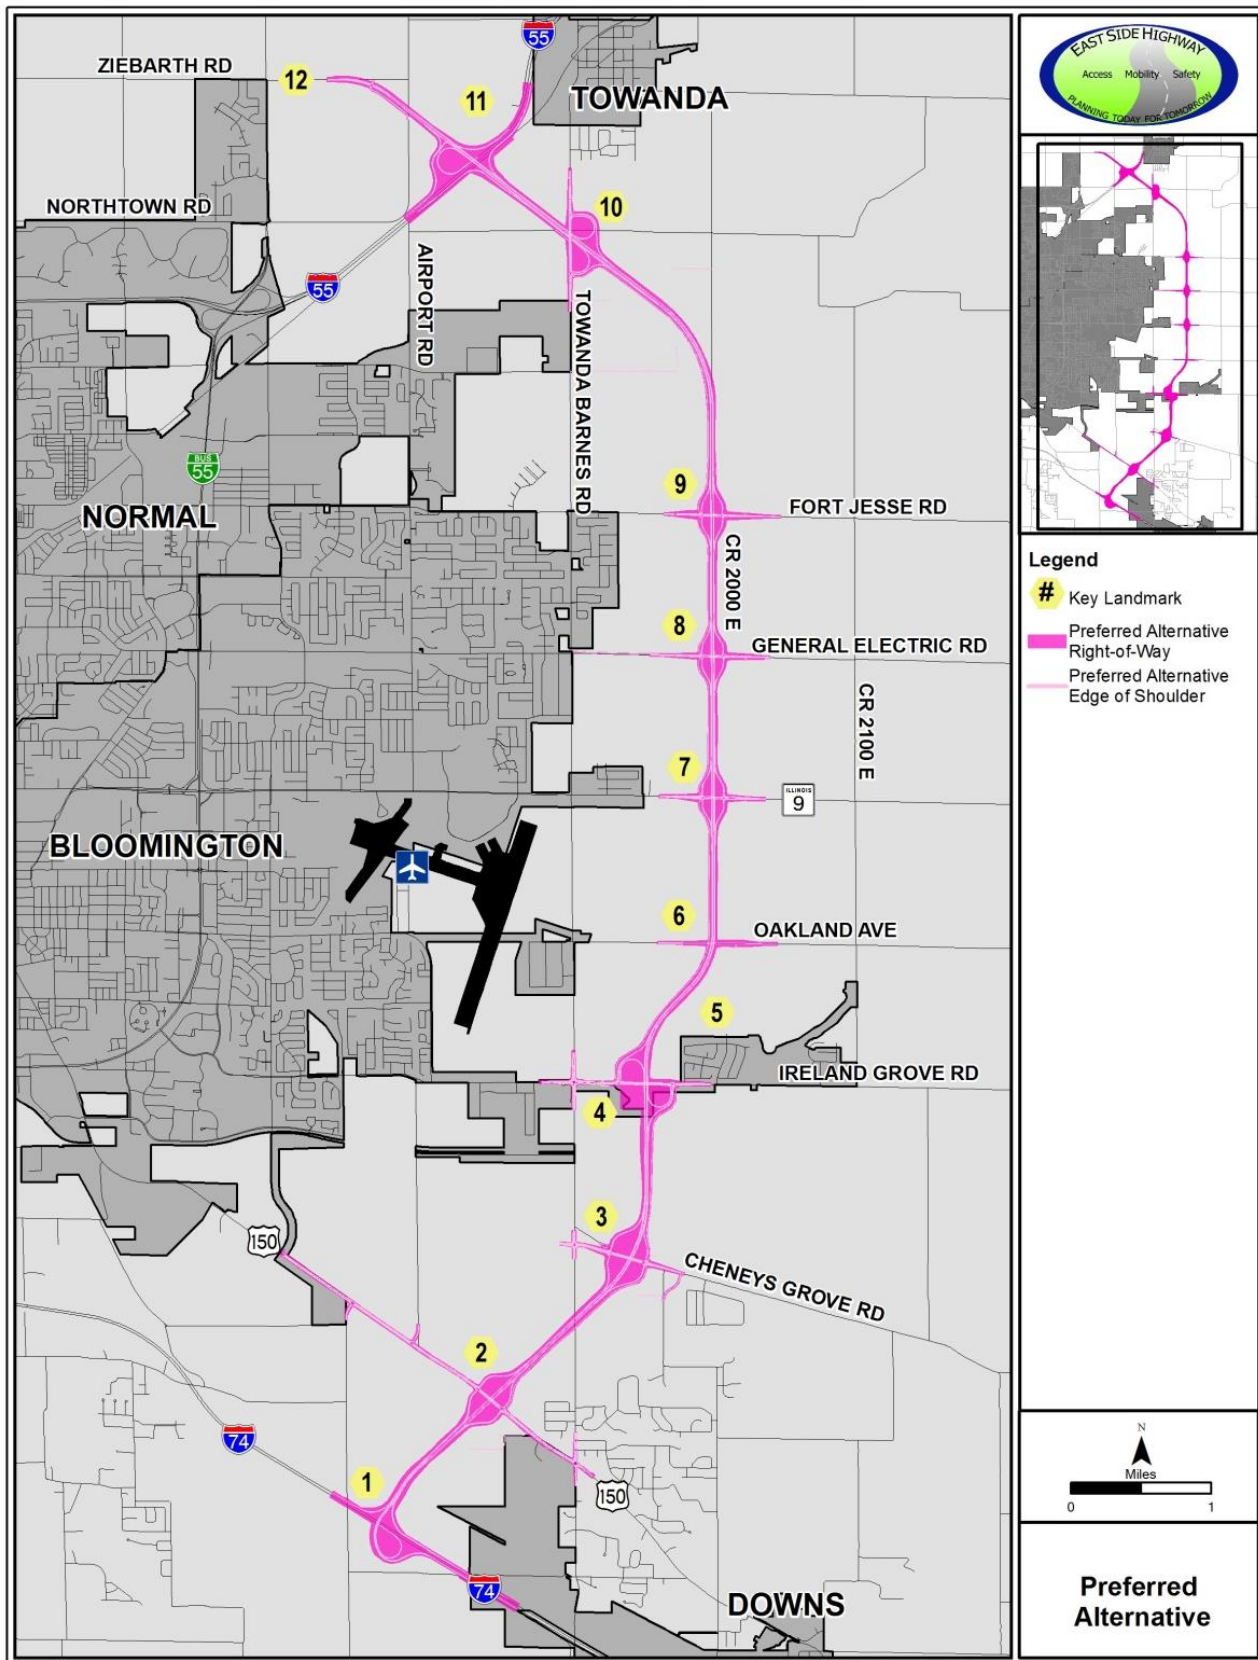 55
ZIEBARTH RD
12
11
TOWANDA
NORTHTOWN RD
10
55
AIRPORT RD
TOWANDA BARNES RD
BUS
55
NORMAL
9
FORT JESSE RD
CR 2000 E
8
GENERAL ELECTRIC RD
CR 2100 E
7
ILLINOIS
9
BLOOMINGTON
6
OAKLAND AVE
5
IRELAND GROVE RD
4
3
150
CHENEYS GROVE RD
2
74
1
150
74
DOWNS
EAST SIDE HIGHWAY
Access Mobility Safety
PLANNING TODAY FOR TOMORROW
Legend
# Key Landmark
Preferred Alternative
Right-of-Way
Preferred Alternative
Edge of Shoulder
N
Miles
0 1
Preferred
Alternative